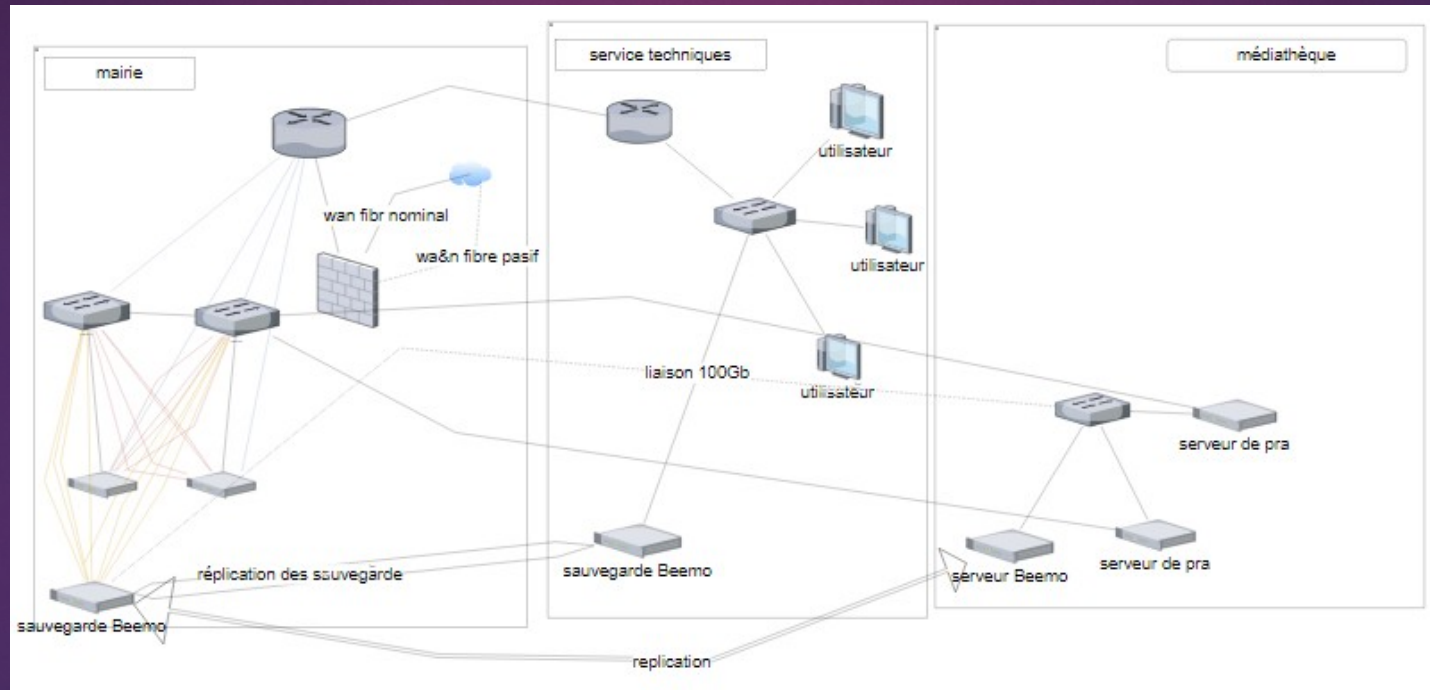 mairie
service techniques
médiathèque
utilisateur
wan fibr nominal
wa&n fibre pasif
utilisateur
liaison 100Gb
utilisateur
serveur de pra
réplication des sauvegarde
sauvegarde Beemo
serveur Beemo
serveur de pra
sauvegarde Beemo
replication